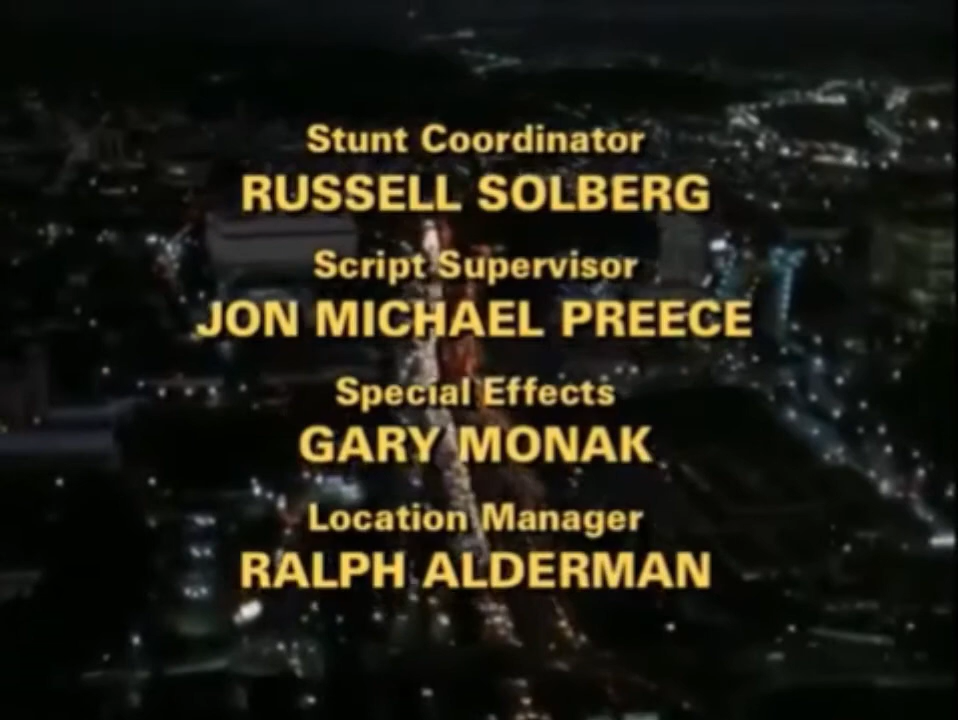 Stunt Coordinator
RUSSELL SOLBERG
Script Supervisor
JON MICHAEL PREECE
Special Effects
GARY MONAK
Location Manager
RALPH ALDERMAN